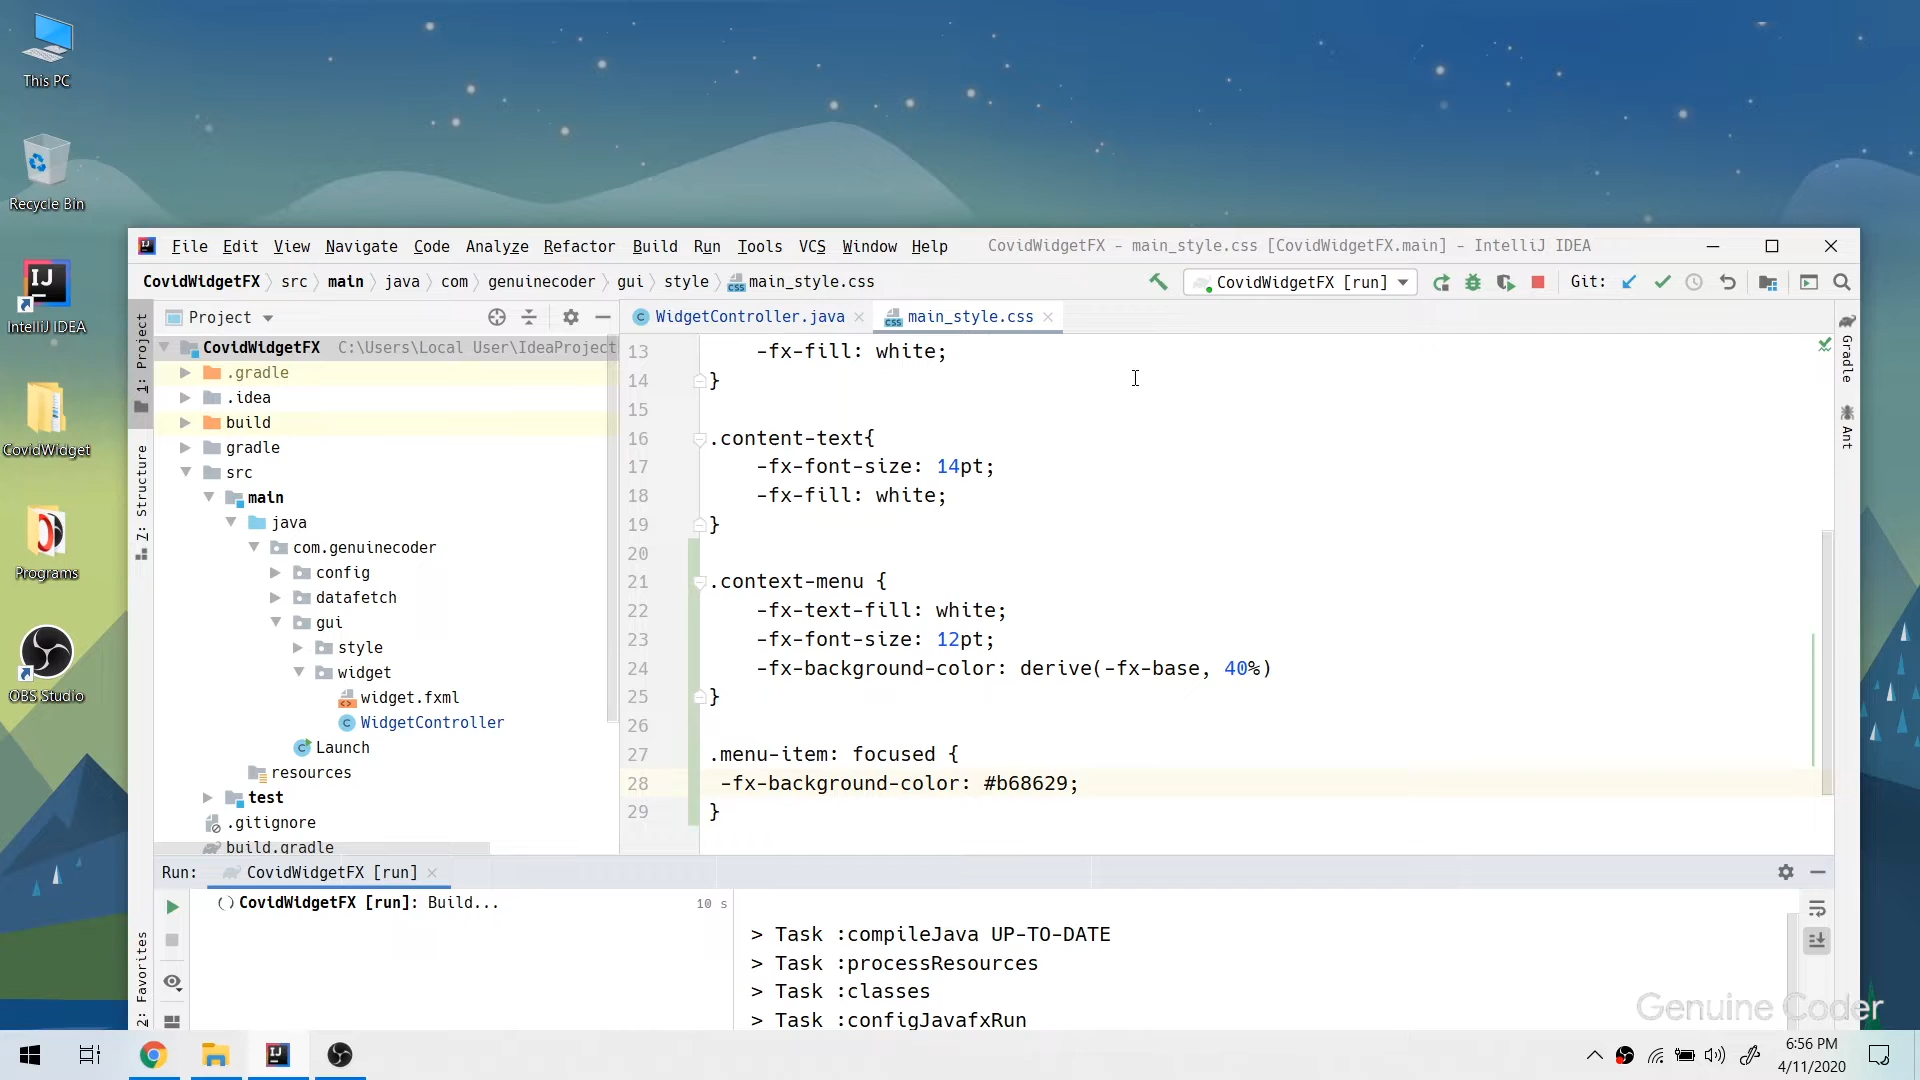 This PC
Recycle Bin
IntelliJ IDEA
CovidWidget
Programs
OBS Studio
File Edit View Navigate Code Analyze Refactor Build Run Tools VCS Window Help CovidWidgetFX - main_style.css [CovidWidgetFX.main] - IntelliJ IDEA
CovidWidgetFX src main java com genuinecoder gui style main_style.css CovidWidgetFX [run] Git:
1: Project
Z: Structure
2: Favorites
Project
WidgetController.java main_style.css
CovidWidgetFX C:\Users\Local User\IdeaProject
.gradle
.idea
build
gradle
src
main
java
com.genuinecoder
config
datafetch
gui
style
widget
widget.fxml
WidgetController
Launch
resources
test
.gitignore
build.gradle
13 -fx-fill: white;
14 }
15
16 .content-text{
17 -fx-font-size: 14pt;
18 -fx-fill: white;
19 }
20
21 .context-menu {
22 -fx-text-fill: white;
23 -fx-font-size: 12pt;
24 -fx-background-color: derive(-fx-base, 40%)
25 }
26
27 .menu-item: focused {
28 -fx-background-color: #b68629;
29 }
Gradle
Ant
Run: CovidWidgetFX [run]
CovidWidgetFX [run]: Build... 10 s
> Task :compileJava UP-TO-DATE
> Task :processResources
> Task :classes
> Task :configJavafxRun
Genuine Coder
6:56 PM
4/11/2020